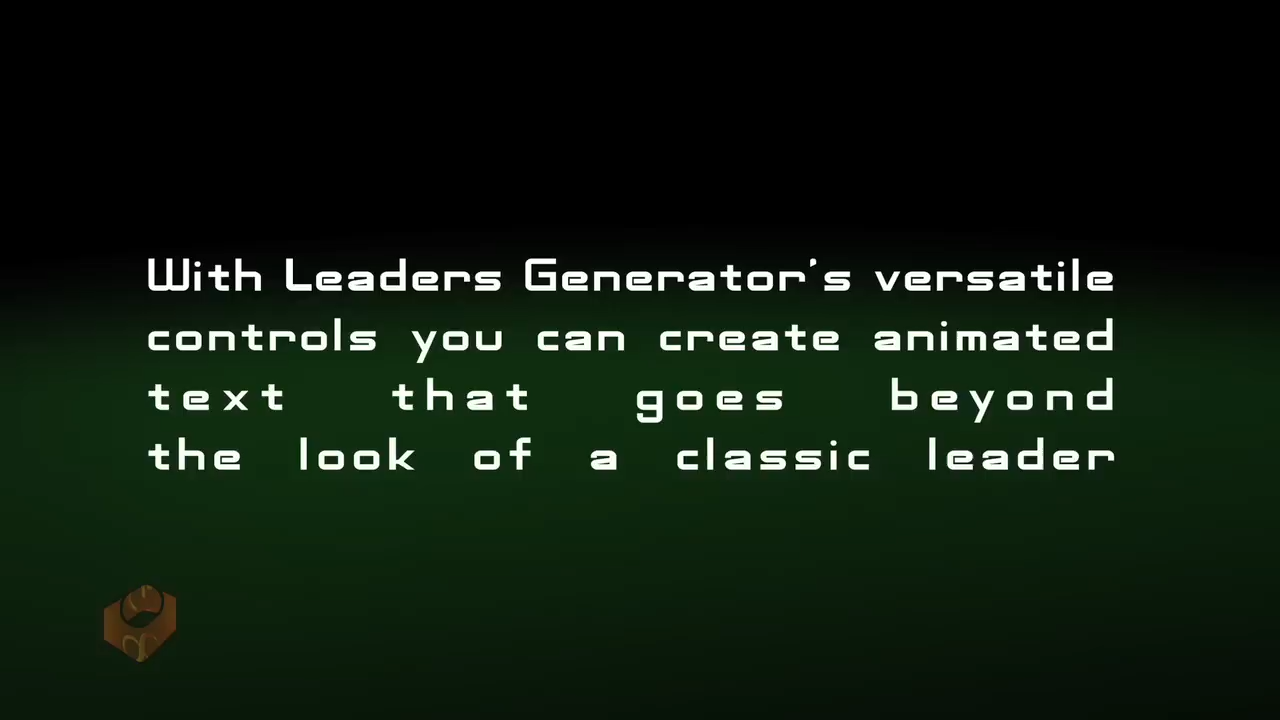 With Leaders Generator's versatile
controls you can create animated
text that goes beyond
the look of a classic leader